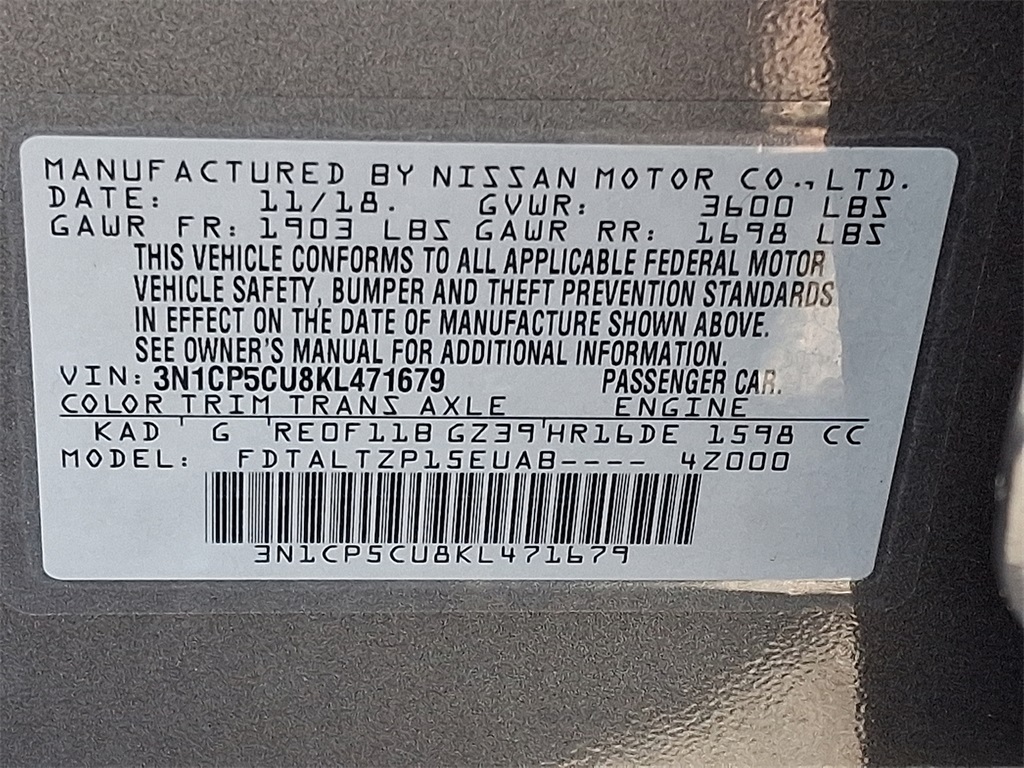 MANUFACTURED BY NISSAN MOTOR CO., LTD.
DATE: 11/18. GVWR: 3600 LBS
GAWR FR: 1903 LBS GAWR RR: 1698 LBS
THIS VEHICLE CONFORMS TO ALL APPLICABLE FEDERAL MOTOR
VEHICLE SAFETY, BUMPER AND THEFT PREVENTION STANDARDS
IN EFFECT ON THE DATE OF MANUFACTURE SHOWN ABOVE.
SEE OWNER'S MANUAL FOR ADDITIONAL INFORMATION.
VIN: 3N1CP5CU8KL471679 PASSENGER CAR.
COLOR TRIM TRANS AXLE ENGINE
KAD ' G 'RE0F11B GZ39'HR16DE 1598 CC
MODEL: FDTALTZP15EUAB---- 4Z000
3N1CP5CU8KL471679